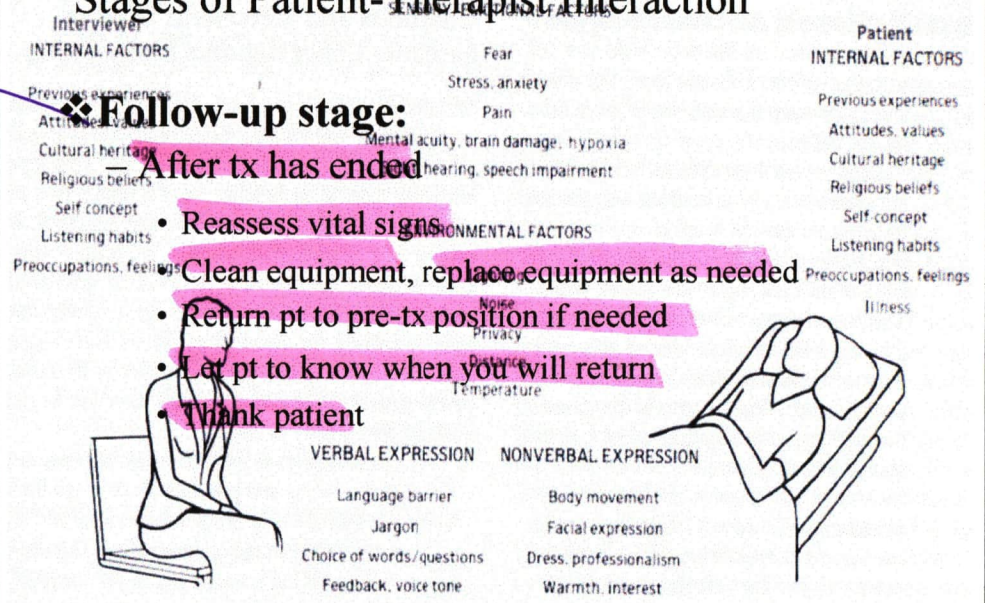 Stages of Patient-Therapist Interaction
Interviewer
INTERNAL FACTORS
Previous experiences
Attitudes, values
Cultural heritage
Religious beliefs
Self concept
Listening habits
Preoccupations, feelings
SENSORY/EMOTIONAL FACTORS
Fear
Stress, anxiety
Pain
Mental acuity, brain damage, hypoxia
hearing, speech impairment
ENVIRONMENTAL FACTORS
Noise
Privacy
Distance
Temperature
Patient
INTERNAL FACTORS
Previous experiences
Attitudes, values
Cultural heritage
Religious beliefs
Self-concept
Listening habits
Preoccupations, feelings
Illness
❖Follow-up stage:
– After tx has ended
• Reassess vital signs
• Clean equipment, replace equipment as needed
• Return pt to pre-tx position if needed
• Let pt to know when you will return
• Thank patient
VERBAL EXPRESSION
Language barrier
Jargon
Choice of words/questions
Feedback, voice tone
NONVERBAL EXPRESSION
Body movement
Facial expression
Dress, professionalism
Warmth, interest